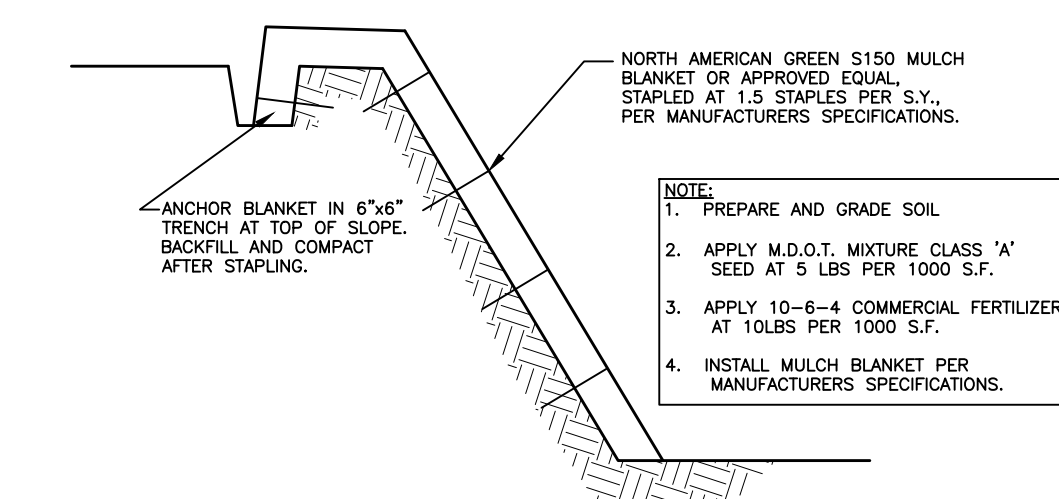 NORTH AMERICAN GREEN S150 MULCH
BLANKET OR APPROVED EQUAL,
STAPLED AT 1.5 STAPLES PER S.Y.,
PER MANUFACTURERS SPECIFICATIONS.
ANCHOR BLANKET IN 6"x6"
TRENCH AT TOP OF SLOPE.
BACKFILL AND COMPACT
AFTER STAPLING.
NOTE:
1. PREPARE AND GRADE SOIL
2. APPLY M.D.O.T. MIXTURE CLASS 'A'
SEED AT 5 LBS PER 1000 S.F.
3. APPLY 10-6-4 COMMERCIAL FERTILIZER
AT 10LBS PER 1000 S.F.
4. INSTALL MULCH BLANKET PER
MANUFACTURERS SPECIFICATIONS.